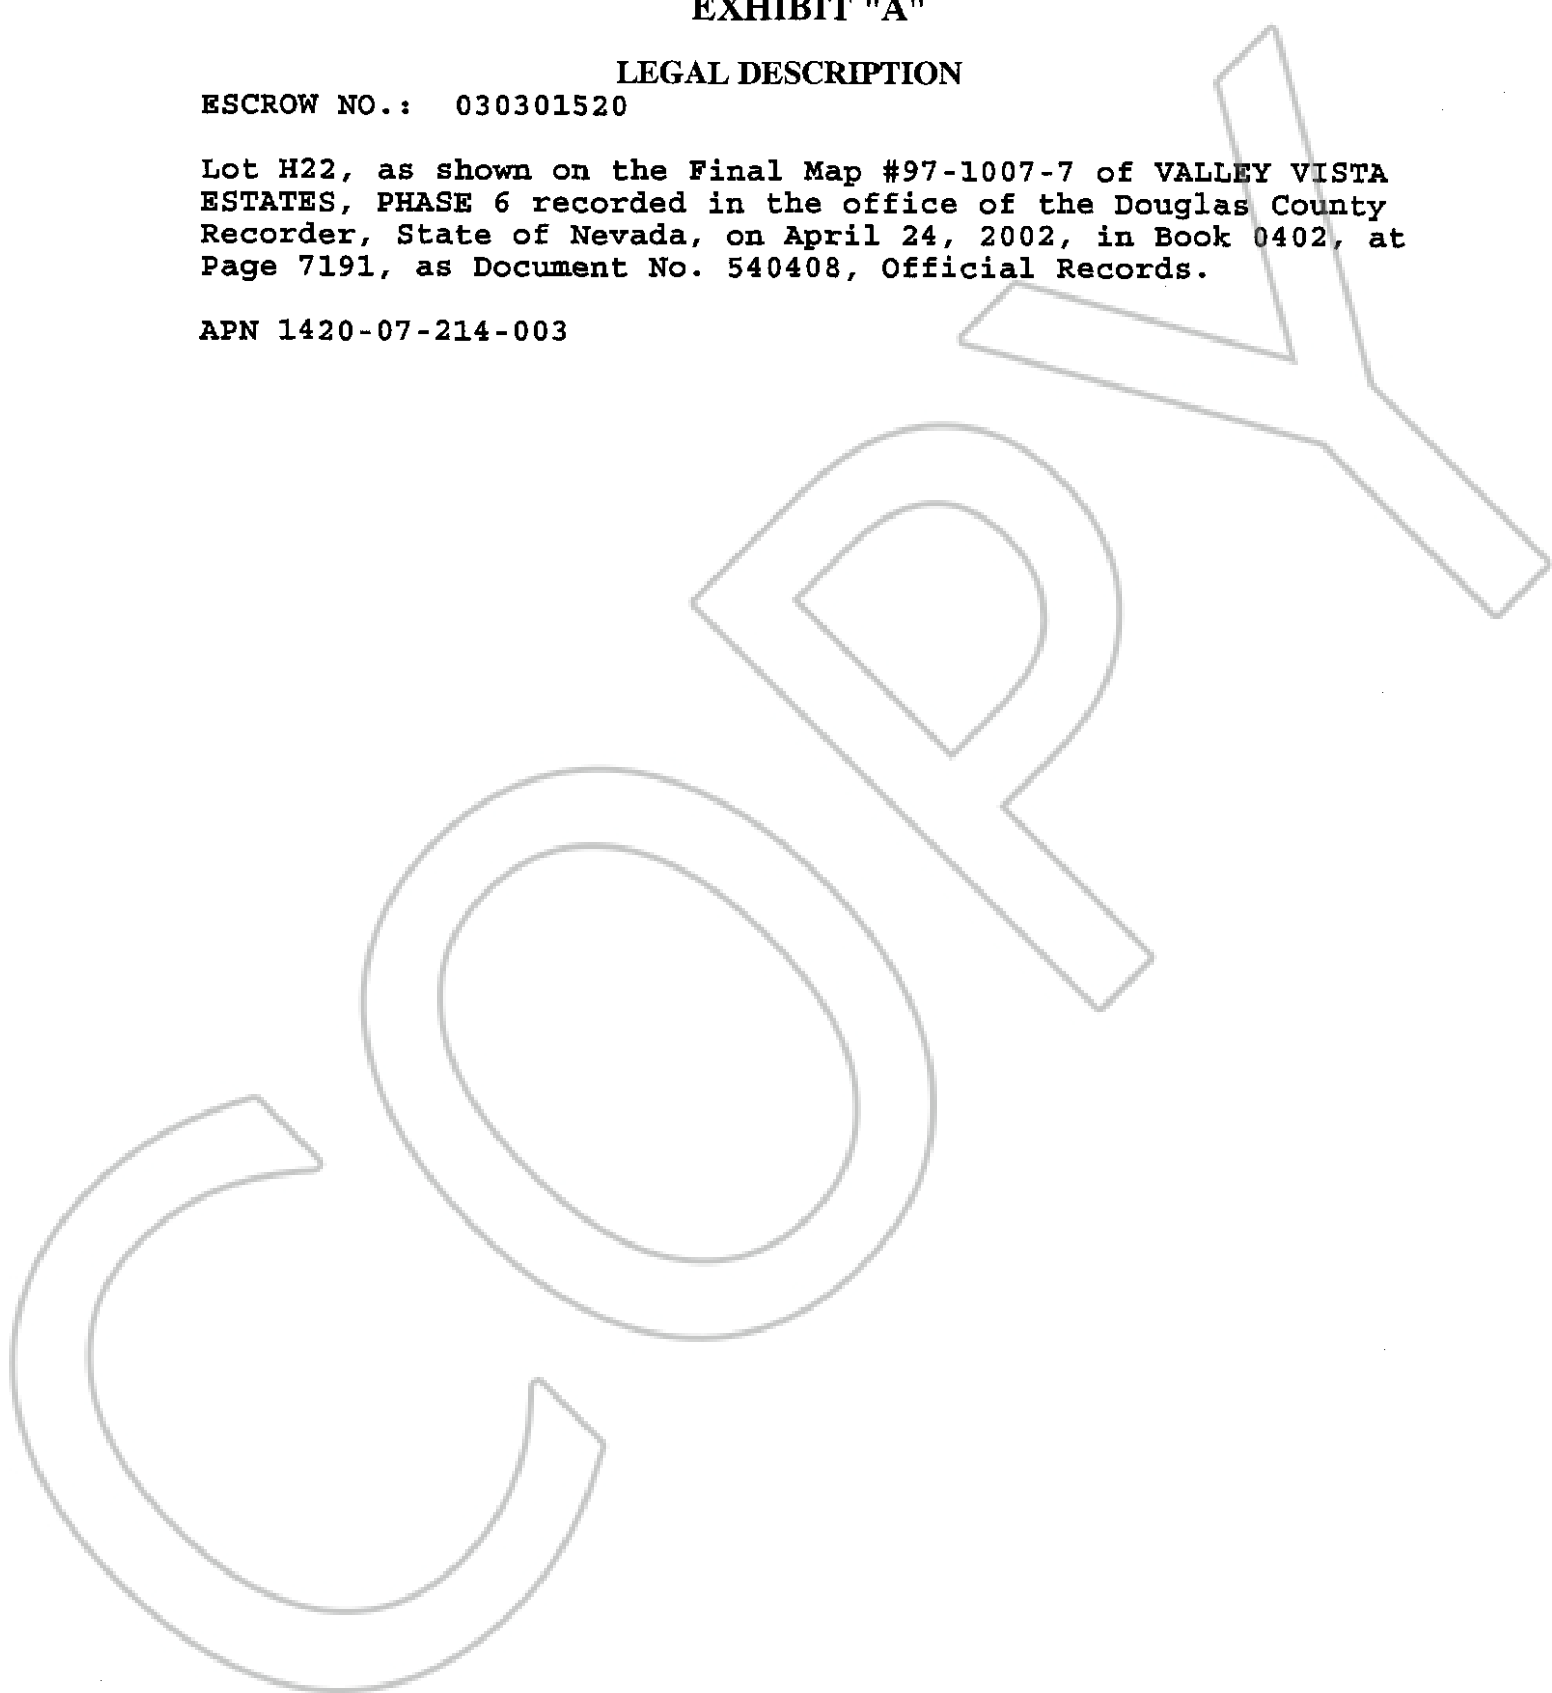 EXHIBIT "A"
LEGAL DESCRIPTION
ESCROW NO.: 030301520
Lot H22, as shown on the Final Map #97-1007-7 of VALLEY VISTA
ESTATES, PHASE 6 recorded in the office of the Douglas County
Recorder, State of Nevada, on April 24, 2002, in Book 0402, at
Page 7191, as Document No. 540408, Official Records.
APN 1420-07-214-003
COPY